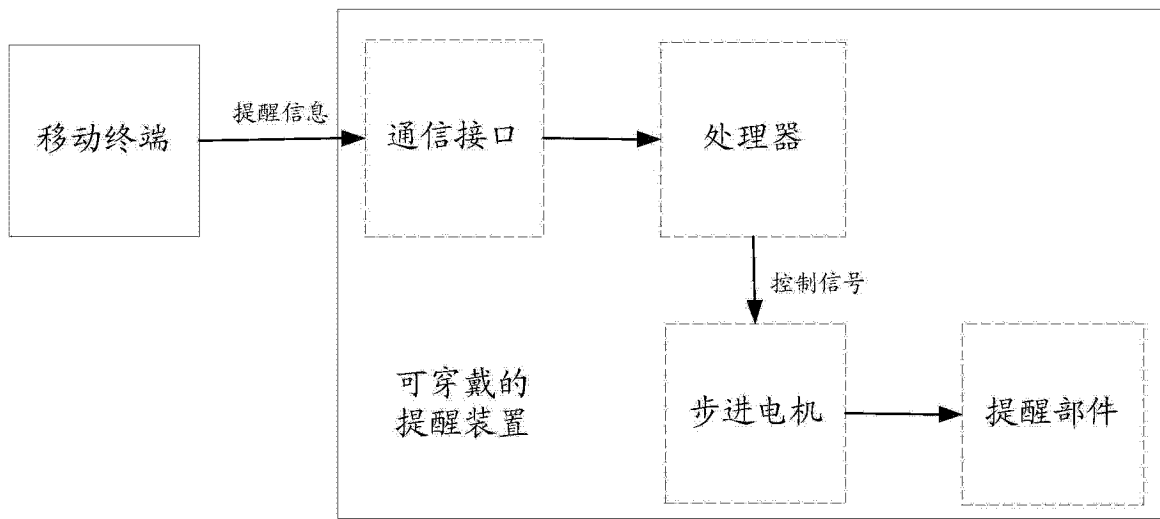 移动终端
提醒信息
通信接口
处理器
控制信号
可穿戴的
提醒装置
步进电机
提醒部件